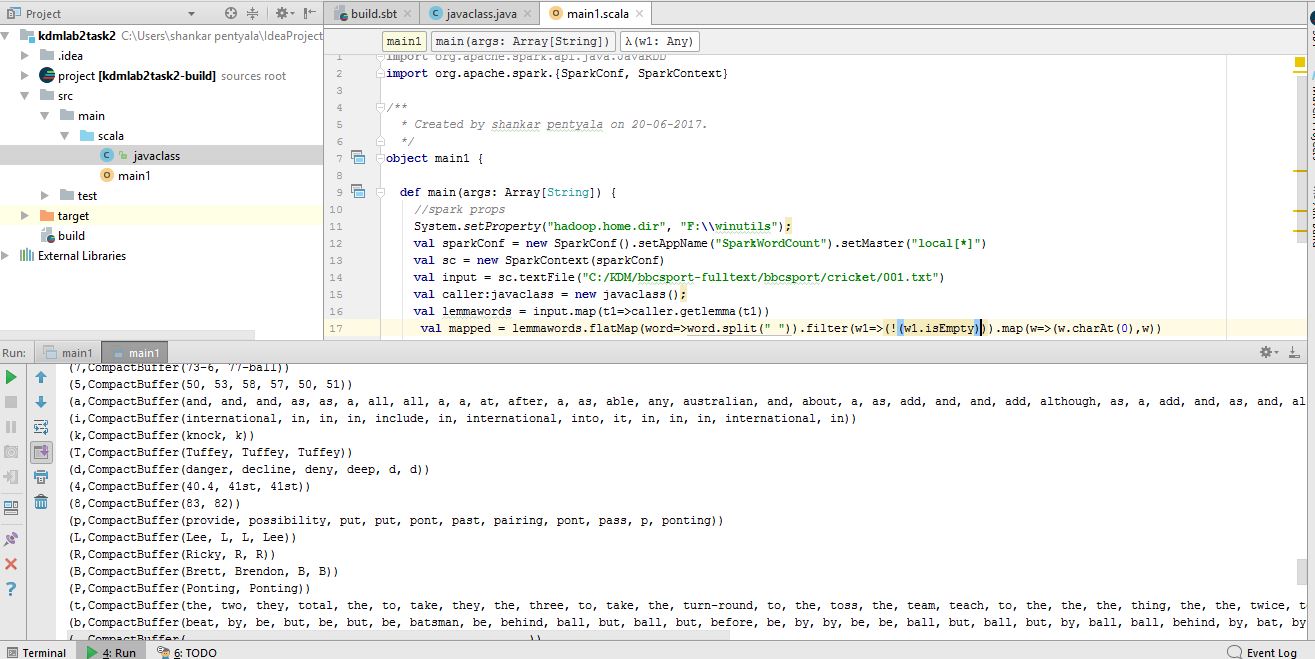 Project
build.sbt
javaclass.java
main1.scala
kdmlab2task2 C:\Users\shankar pentyala\IdeaProject
.idea
project [kdmlab2task2-build] sources root
src
main
scala
javaclass
main1
test
target
build
External Libraries
main1 main(args: Array[String]) λ(w1: Any)
1 import org.apache.spark.api.java.JavaRDD
2 import org.apache.spark.{SparkConf, SparkContext}
3
4 /**
5 * Created by shankar pentyala on 20-06-2017.
6 */
7 object main1 {
8
9 def main(args: Array[String]) {
10 //spark props
11 System.setProperty("hadoop.home.dir", "F:\\winutils");
12 val sparkConf = new SparkConf().setAppName("SparkWordCount").setMaster("local[*]")
13 val sc = new SparkContext(sparkConf)
14 val input = sc.textFile("C:/KDM/bbcsport-fulltext/bbcsport/cricket/001.txt")
15 val caller:javaclass = new javaclass();
16 val lemmawords = input.map(t1=>caller.getlemma(t1))
17 val mapped = lemmawords.flatMap(word=>word.split(" ")).filter(w1=>(!(w1.isEmpty))).map(w=>(w.charAt(0),w))
Run: main1 main1
(7,CompactBuffer(73-6, 77-ball))
(5,CompactBuffer(50, 53, 58, 57, 50, 51))
(a,CompactBuffer(and, and, and, as, as, a, all, all, a, a, at, after, a, as, able, any, australian, and, about, a, as, add, and, and, add, although, as, a, add, and, as, and, al
(i,CompactBuffer(international, in, in, in, include, in, international, into, it, in, in, in, international, in))
(k,CompactBuffer(knock, k))
(T,CompactBuffer(Tuffey, Tuffey, Tuffey))
(d,CompactBuffer(danger, decline, deny, deep, d, d))
(4,CompactBuffer(40.4, 41st, 41st))
(8,CompactBuffer(83, 82))
(p,CompactBuffer(provide, possibility, put, put, pont, past, pairing, pont, pass, p, ponting))
(L,CompactBuffer(Lee, L, L, Lee))
(R,CompactBuffer(Ricky, R, R))
(B,CompactBuffer(Brett, Brendon, B, B))
(P,CompactBuffer(Ponting, Ponting))
(t,CompactBuffer(the, two, they, total, the, to, take, they, the, three, to, take, the, turn-round, to, the, toss, the, team, teach, to, the, the, the, thing, the, the, twice, t
(b,CompactBuffer(beat, by, be, but, be, but, be, batsman, be, behind, ball, but, ball, but, before, be, by, by, be, be, ball, but, ball, but, by, ball, ball, behind, by, bat, by
Terminal 4: Run 6: TODO Event Log